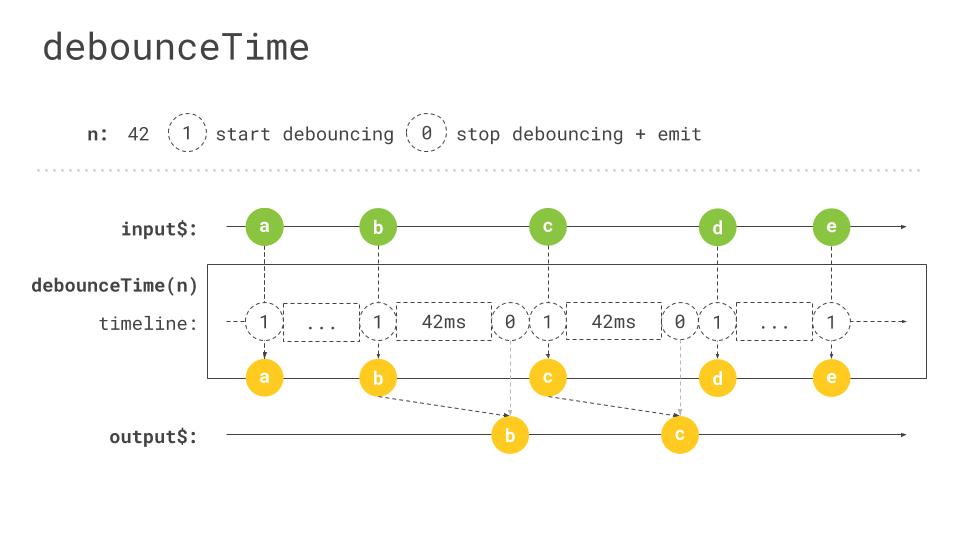 debounceTime
n: 42 1 start debouncing 0 stop debouncing + emit
input$: a b c d e
debounceTime(n)
timeline: 1 ... 1 42ms 0 1 42ms 0 1 ... 1
a b c d e
output$: b c